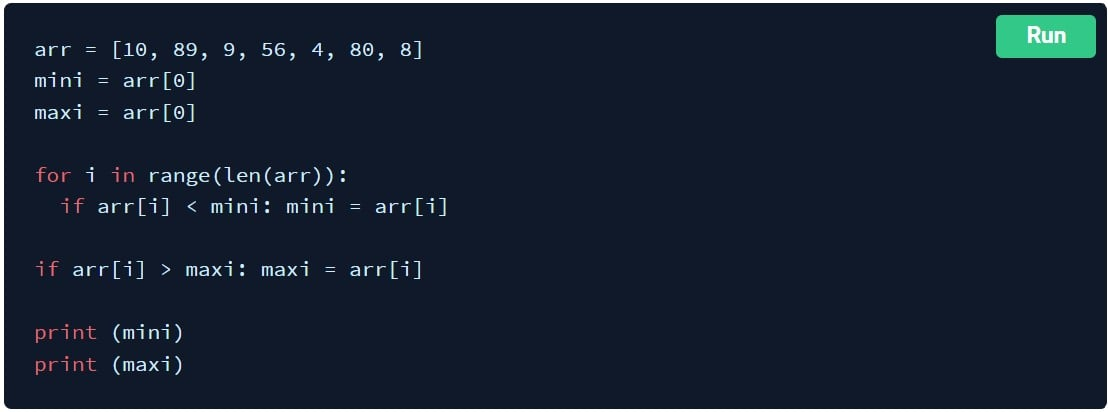 Run
arr = [10, 89, 9, 56, 4, 80, 8]
mini = arr[0]
maxi = arr[0]

for i in range(len(arr)):
  if arr[i] < mini: mini = arr[i]

if arr[i] > maxi: maxi = arr[i]

print (mini)
print (maxi)